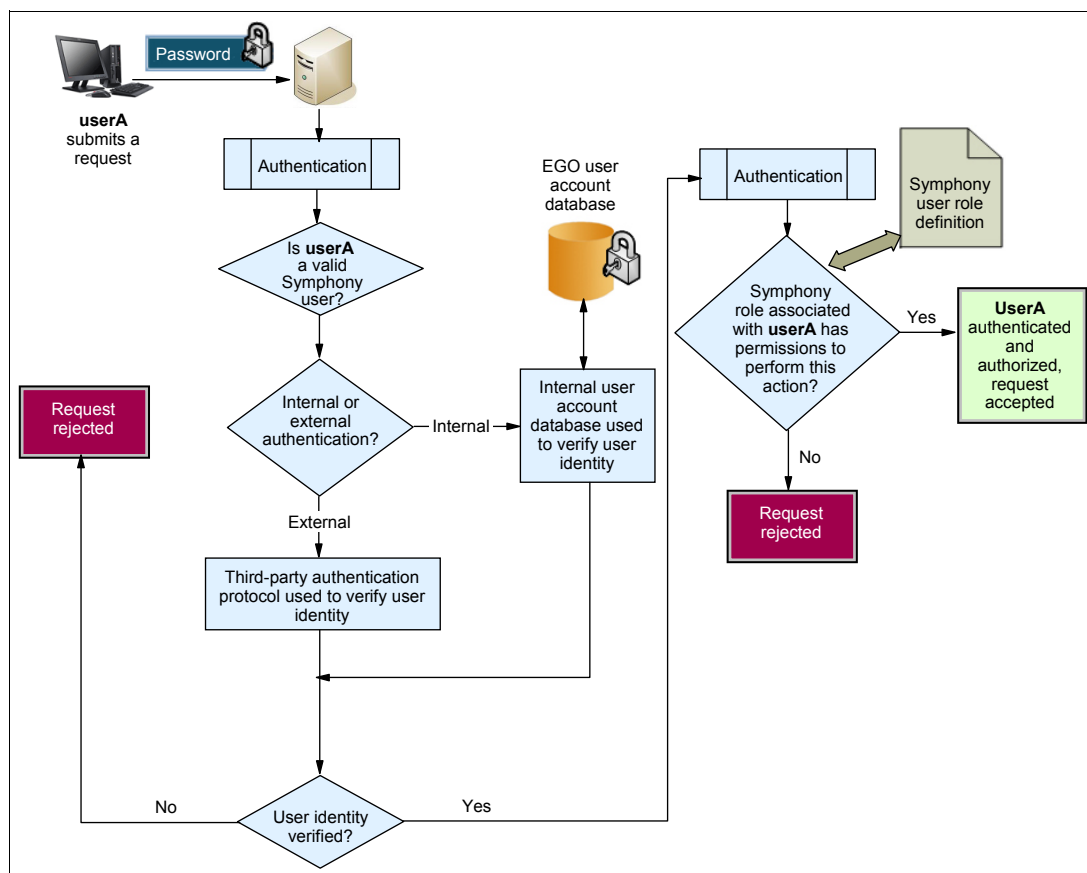 Password
userA
submits a
request
Authentication
Is userA
a valid
Symphony
user?
Internal or
external
authentication?
Internal
External
Third-party authentication
protocol used to verify user
identity
EGO user
account
database
Internal user
account
database used
to verify user
identity
User identity
verified?
No
Request
rejected
Yes
Authentication
Symphony
user role
definition
Symphony
role associated
with userA has
permissions to
perform this
action?
Yes
UserA
authenticated
and
authorized,
request
accepted
No
Request
rejected